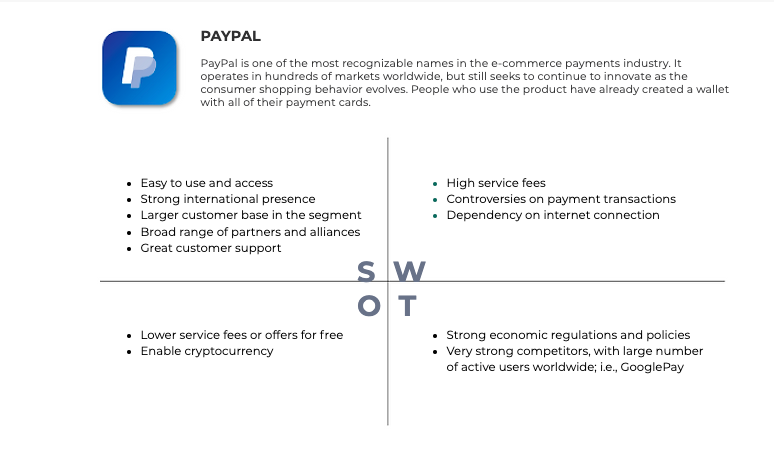 PAYPAL
PayPal is one of the most recognizable names in the e-commerce payments industry. It
operates in hundreds of markets worldwide, but still seeks to continue to innovate as the
consumer shopping behavior evolves. People who use the product have already created a wallet
with all of their payment cards.
• Easy to use and access
• Strong international presence
• Larger customer base in the segment
• Broad range of partners and alliances
• Great customer support
• High service fees
• Controversies on payment transactions
• Dependency on internet connection
S W
O T
• Lower service fees or offers for free
• Enable cryptocurrency
• Strong economic regulations and policies
• Very strong competitors, with large number
of active users worldwide; i.e., GooglePay